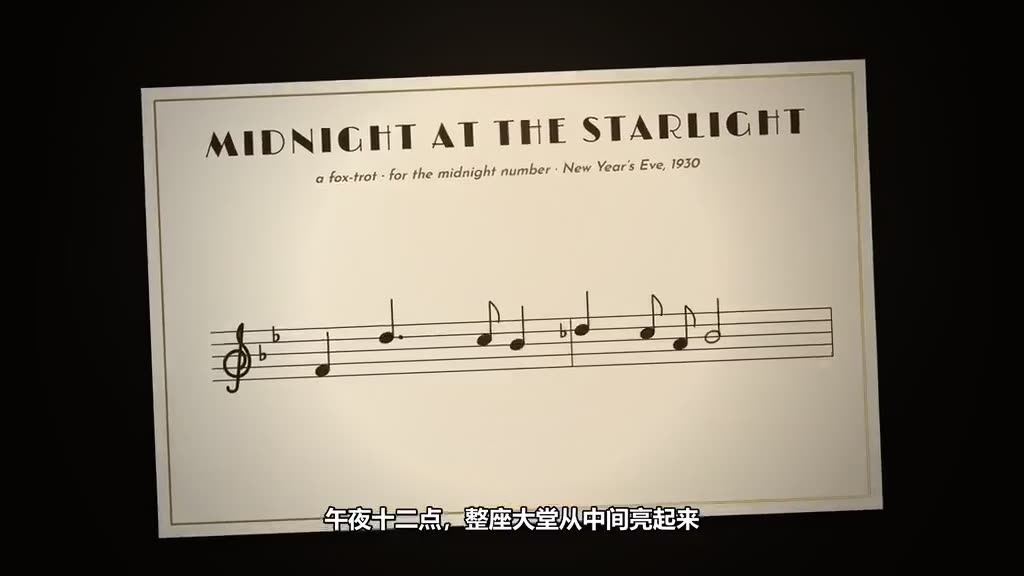 MIDNIGHT AT THE STARLIGHT
a fox-trot · for the midnight number · New Year's Eve, 1930
午夜十二点，整座大堂从中间亮起来